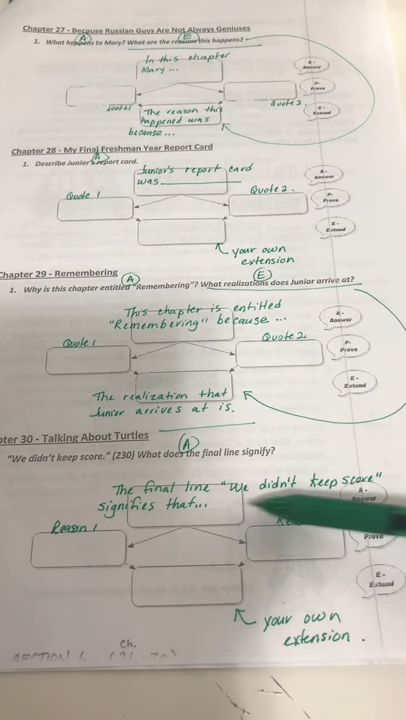 Chapter 27 - Because Russian Guys Are Not Always Geniuses
A E
1. What happens to Mary? What are the reasons this happens?
In this chapter
Mary...
A -
Answer
P-
Prove
Quote 2
E -
Extend
The reason this
happened was
because...
Chapter 28 - My Final Freshman Year Report Card
A
1. Describe Junior's report card.
Junior's report card
was
A -
Answer
Quote 1
Quote 2.
P-
Prove
E -
Extend
your own
extension
Chapter 29 - Remembering
A E
1. Why is this chapter entitled "Remembering"? What realizations does Junior arrive at?
This chapter is entitled
"Remembering" because...
A -
Answer
Quote 1
Quote 2
P-
Prove
E -
Extend
The realization that
Junior arrives at is.
ter 30 - Talking About Turtles
A
"We didn't keep score." (230) What does the final line signify?
The final line "We didn't keep score"
signifies that...
A -
Answer
Reason 1
Prove
E -
Extend
your own
extension.
Ch.